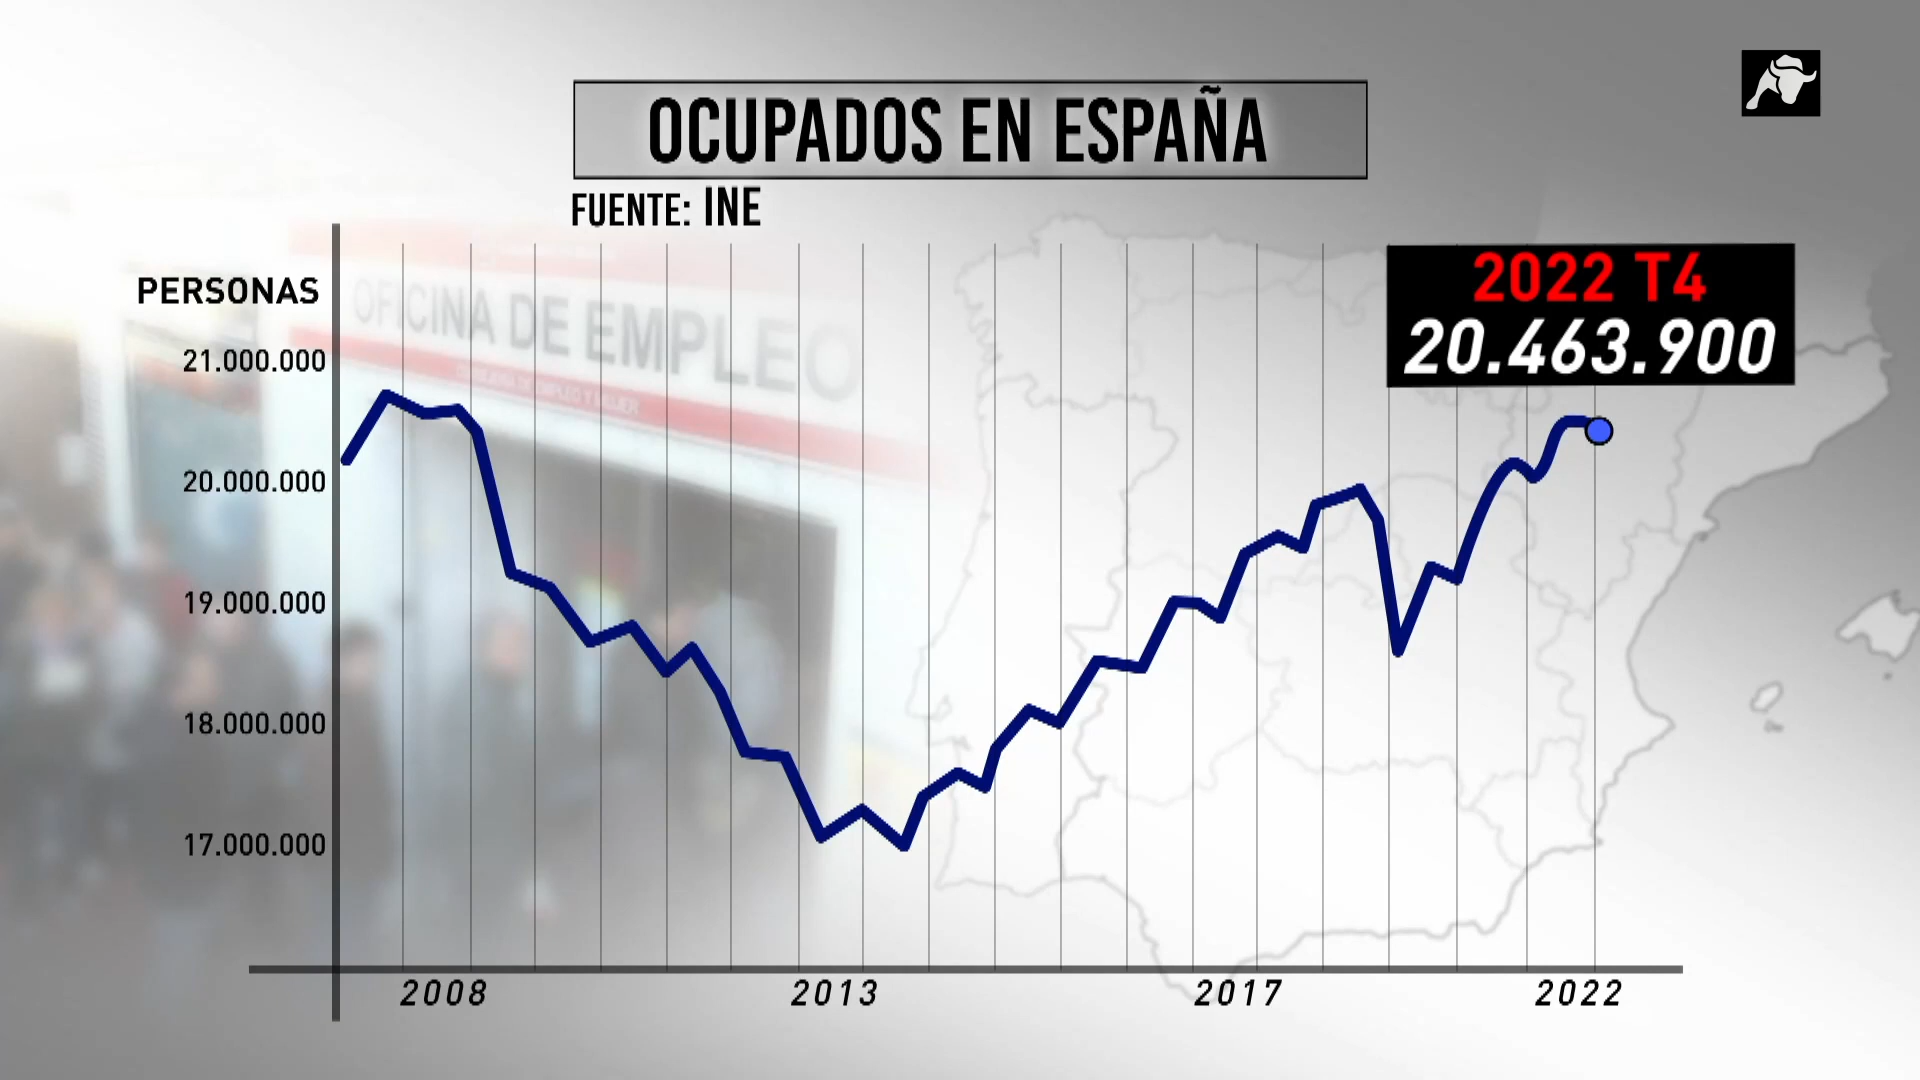 OCUPADOS EN ESPAÑA
FUENTE: INE
PERSONAS
OFICINA DE EMPLEO
2022 T4
20.463.900
21.000.000
20.000.000
19.000.000
18.000.000
17.000.000
2008
2013
2017
2022